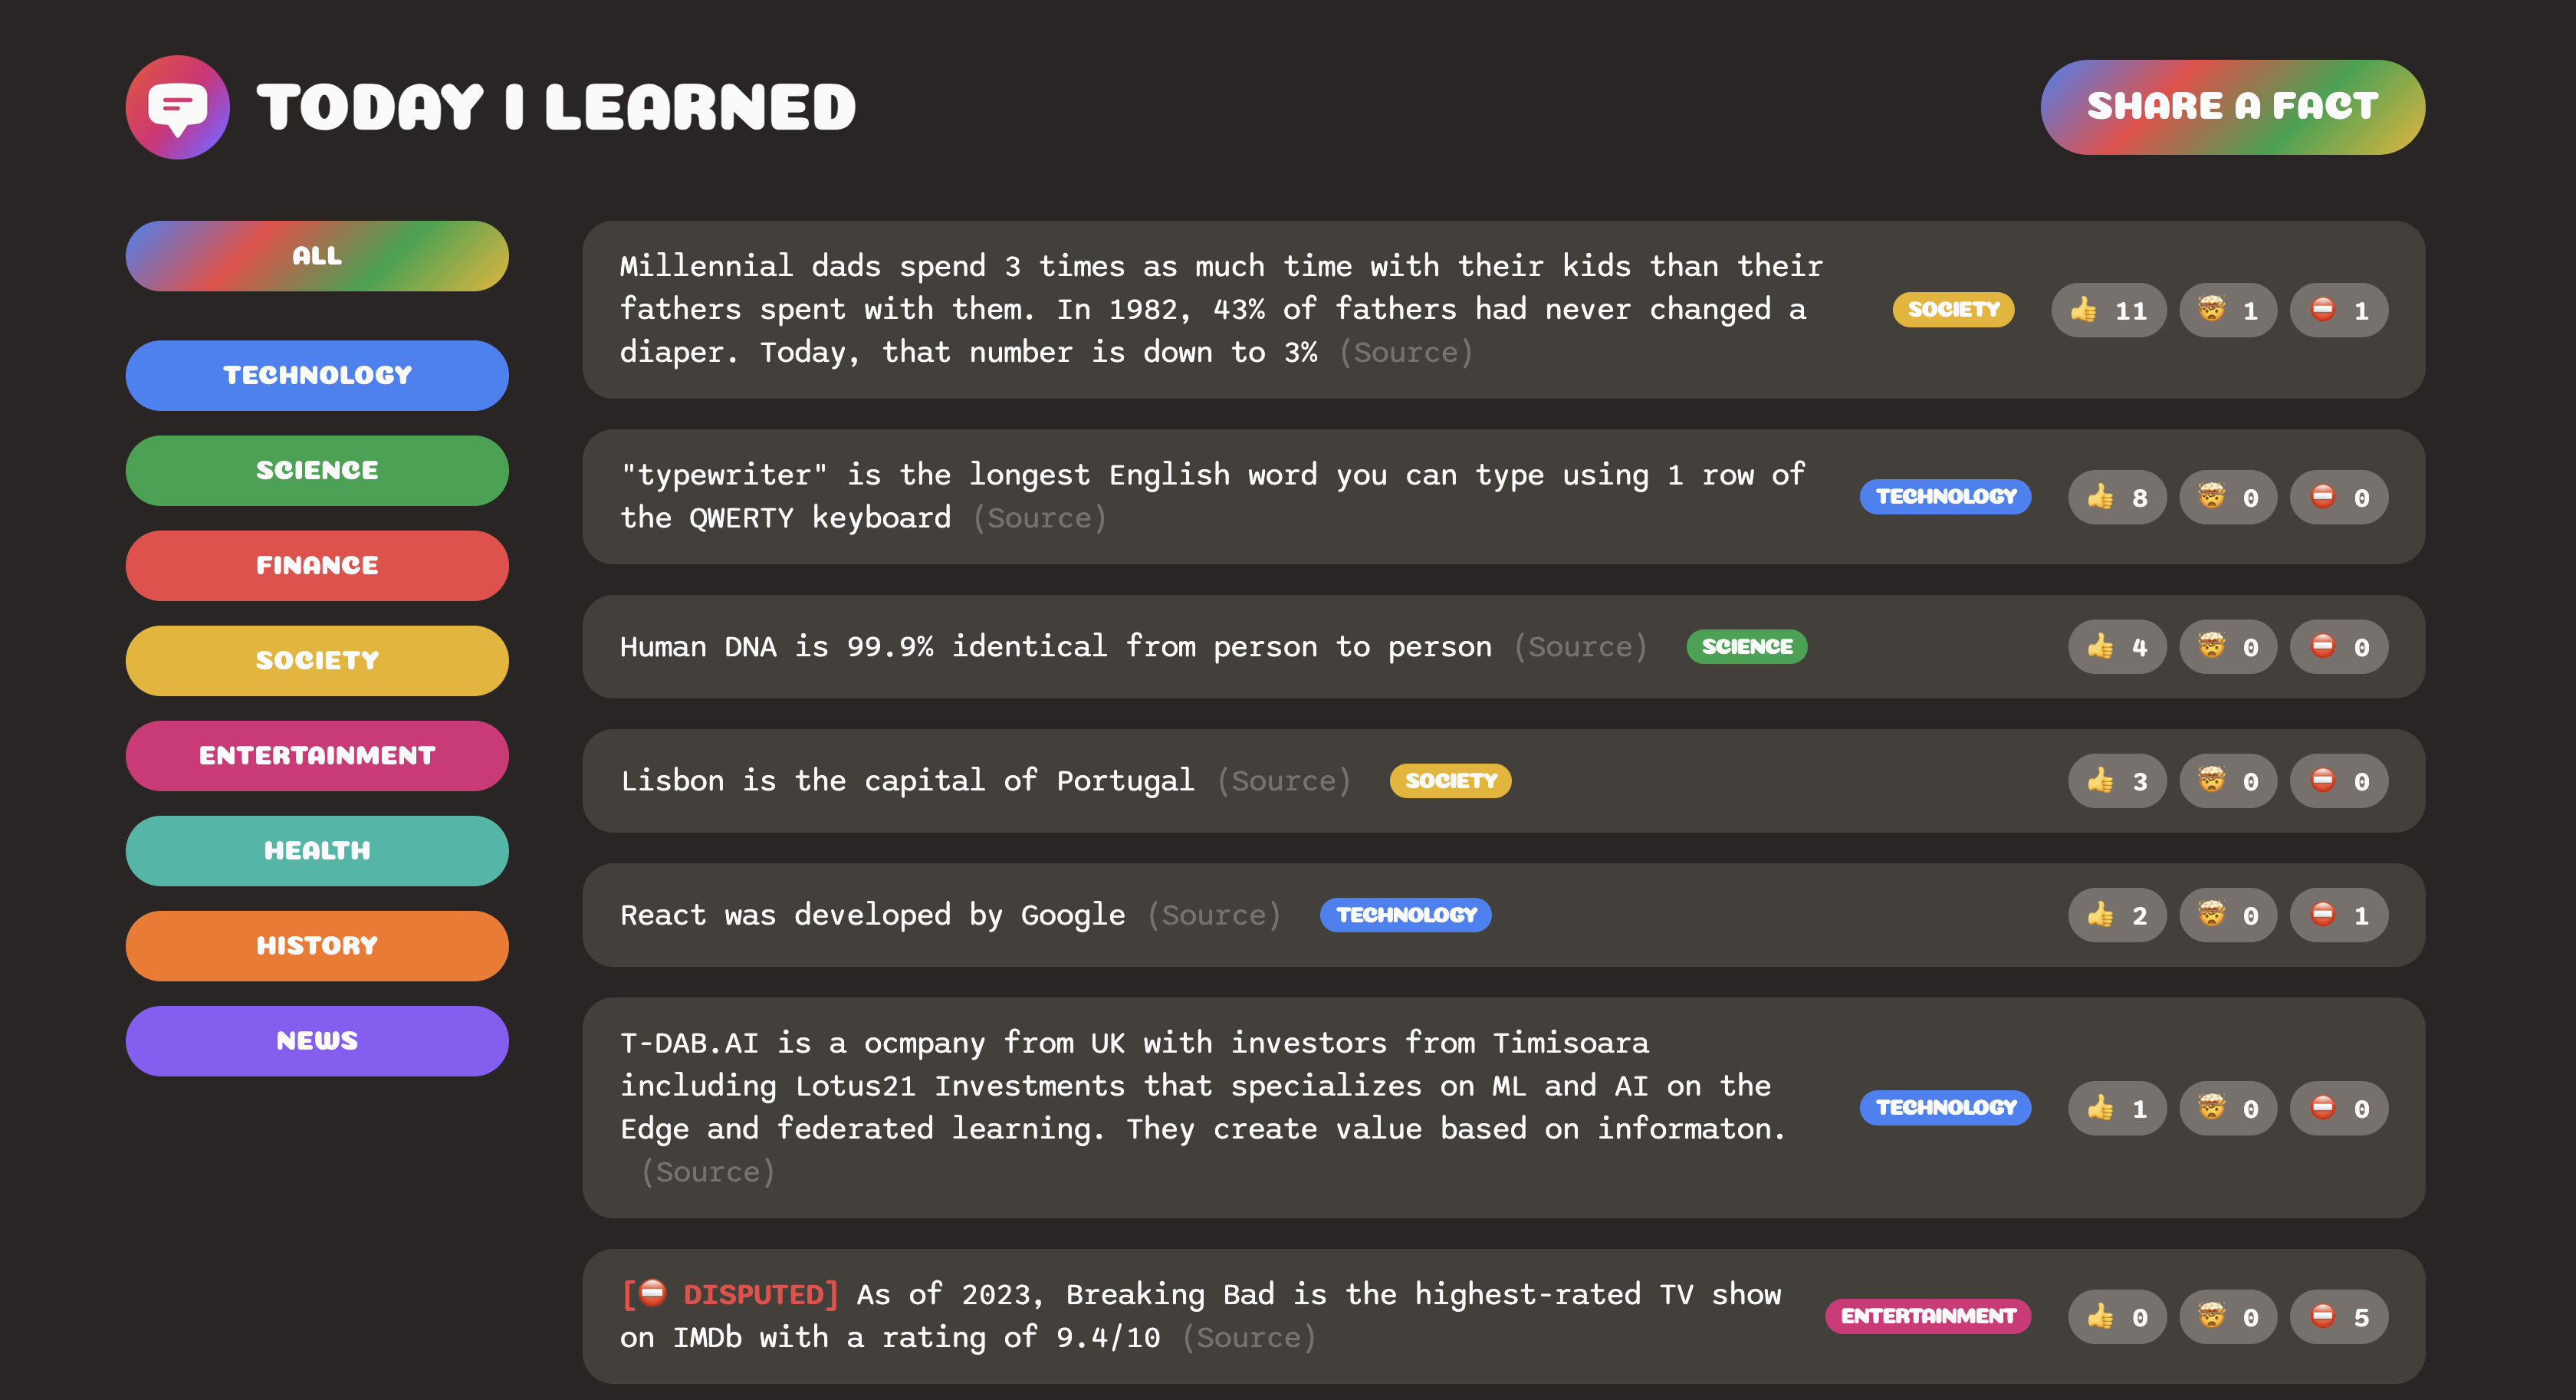 TODAY I LEARNED
SHARE A FACT
ALL
TECHNOLOGY
SCIENCE
FINANCE
SOCIETY
ENTERTAINMENT
HEALTH
HISTORY
NEWS
Millennial dads spend 3 times as much time with their kids than their
fathers spent with them. In 1982, 43% of fathers had never changed a
diaper. Today, that number is down to 3% (Source)
SOCIETY
👍 11 🤯 1 ⛔️ 1
"typewriter" is the longest English word you can type using 1 row of
the QWERTY keyboard (Source)
TECHNOLOGY
👍 8 🤯 0 ⛔️ 0
Human DNA is 99.9% identical from person to person (Source) SCIENCE 👍 4 🤯 0 ⛔️ 0
Lisbon is the capital of Portugal (Source) SOCIETY 👍 3 🤯 0 ⛔️ 0
React was developed by Google (Source) TECHNOLOGY 👍 2 🤯 0 ⛔️ 1
T-DAB.AI is a ocmpany from UK with investors from Timisoara
including Lotus21 Investments that specializes on ML and AI on the
Edge and federated learning. They create value based on informaton.
(Source)
TECHNOLOGY
👍 1 🤯 0 ⛔️ 0
[⛔️ DISPUTED] As of 2023, Breaking Bad is the highest-rated TV show
on IMDb with a rating of 9.4/10 (Source)
ENTERTAINMENT
👍 0 🤯 0 ⛔️ 5